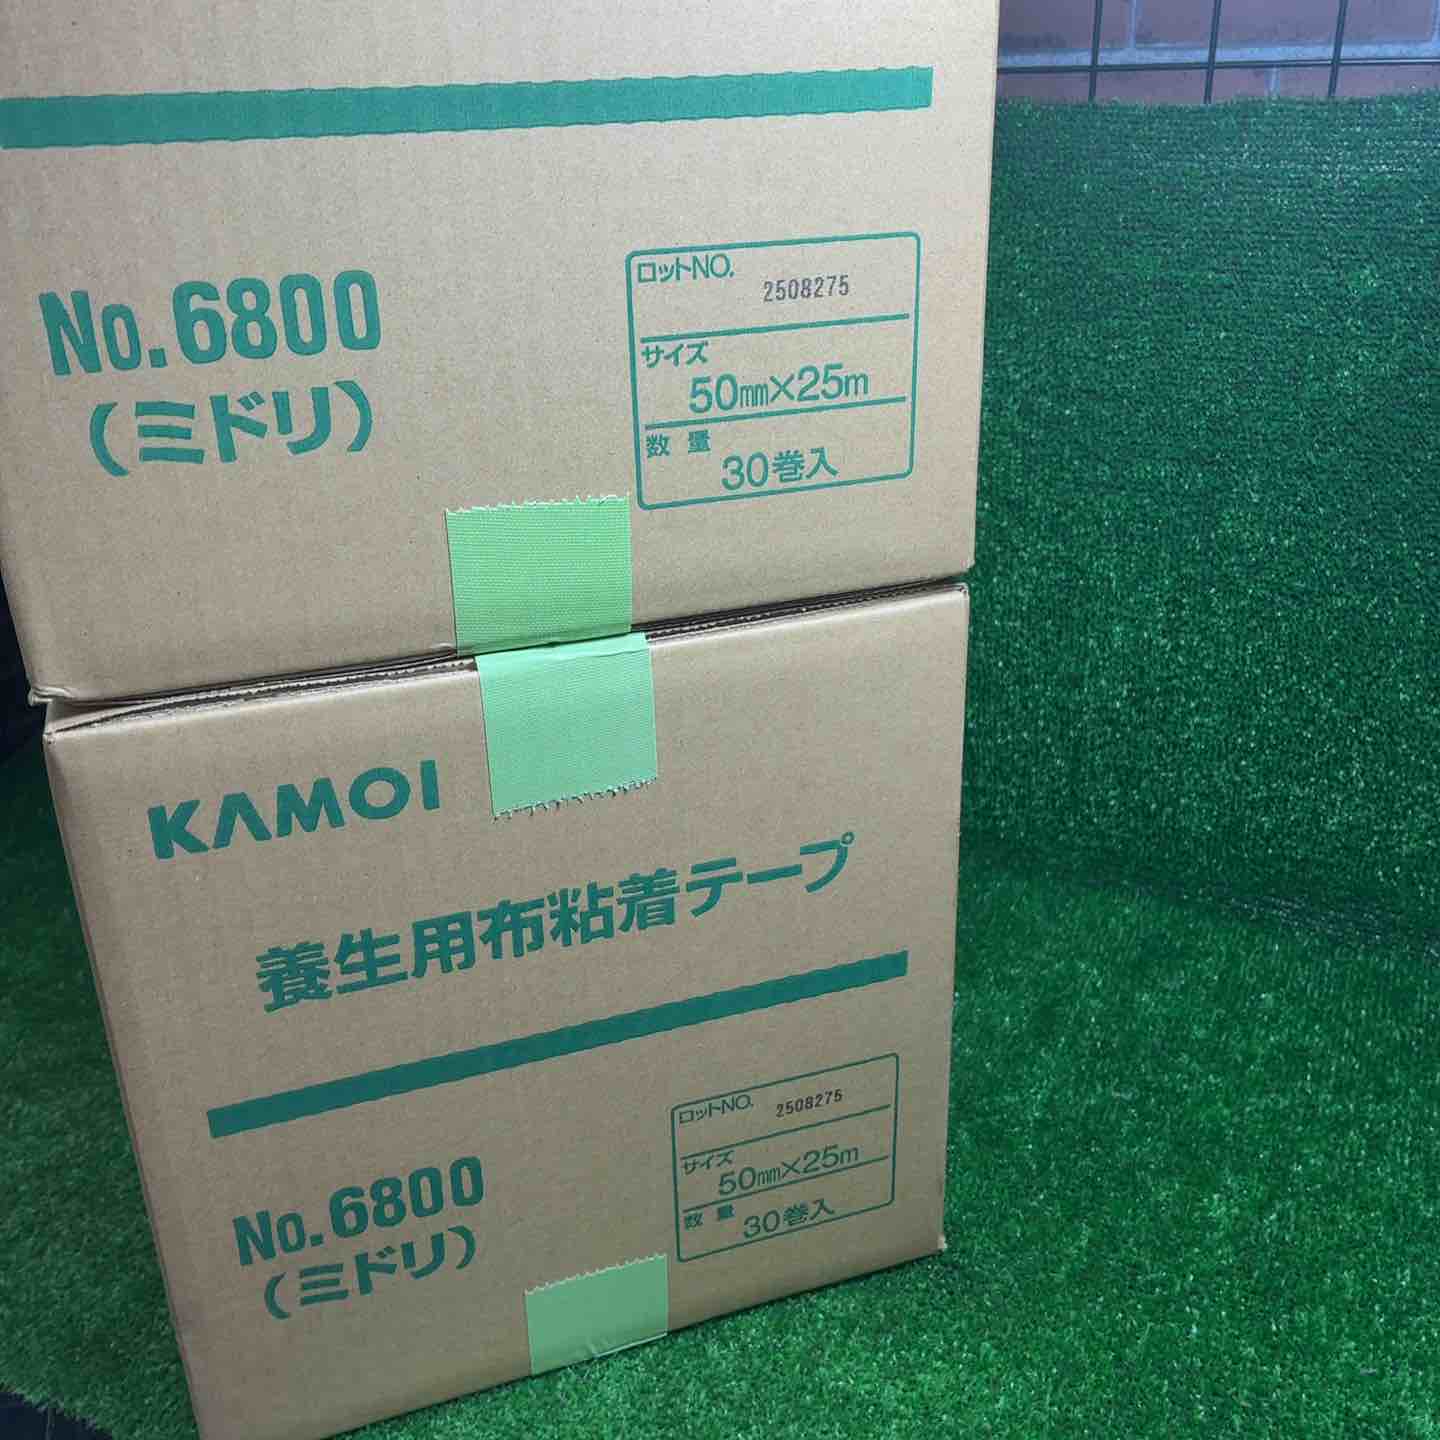 No.6800
(ミドリ)
ロットNO.
2508275
サイズ
50mm×25m
数量
30巻入
KAMOI
養生用布粘着テープ
No.6800
(ミドリ)
ロットNO.
2508275
サイズ
50mm×25m
数量
30巻入